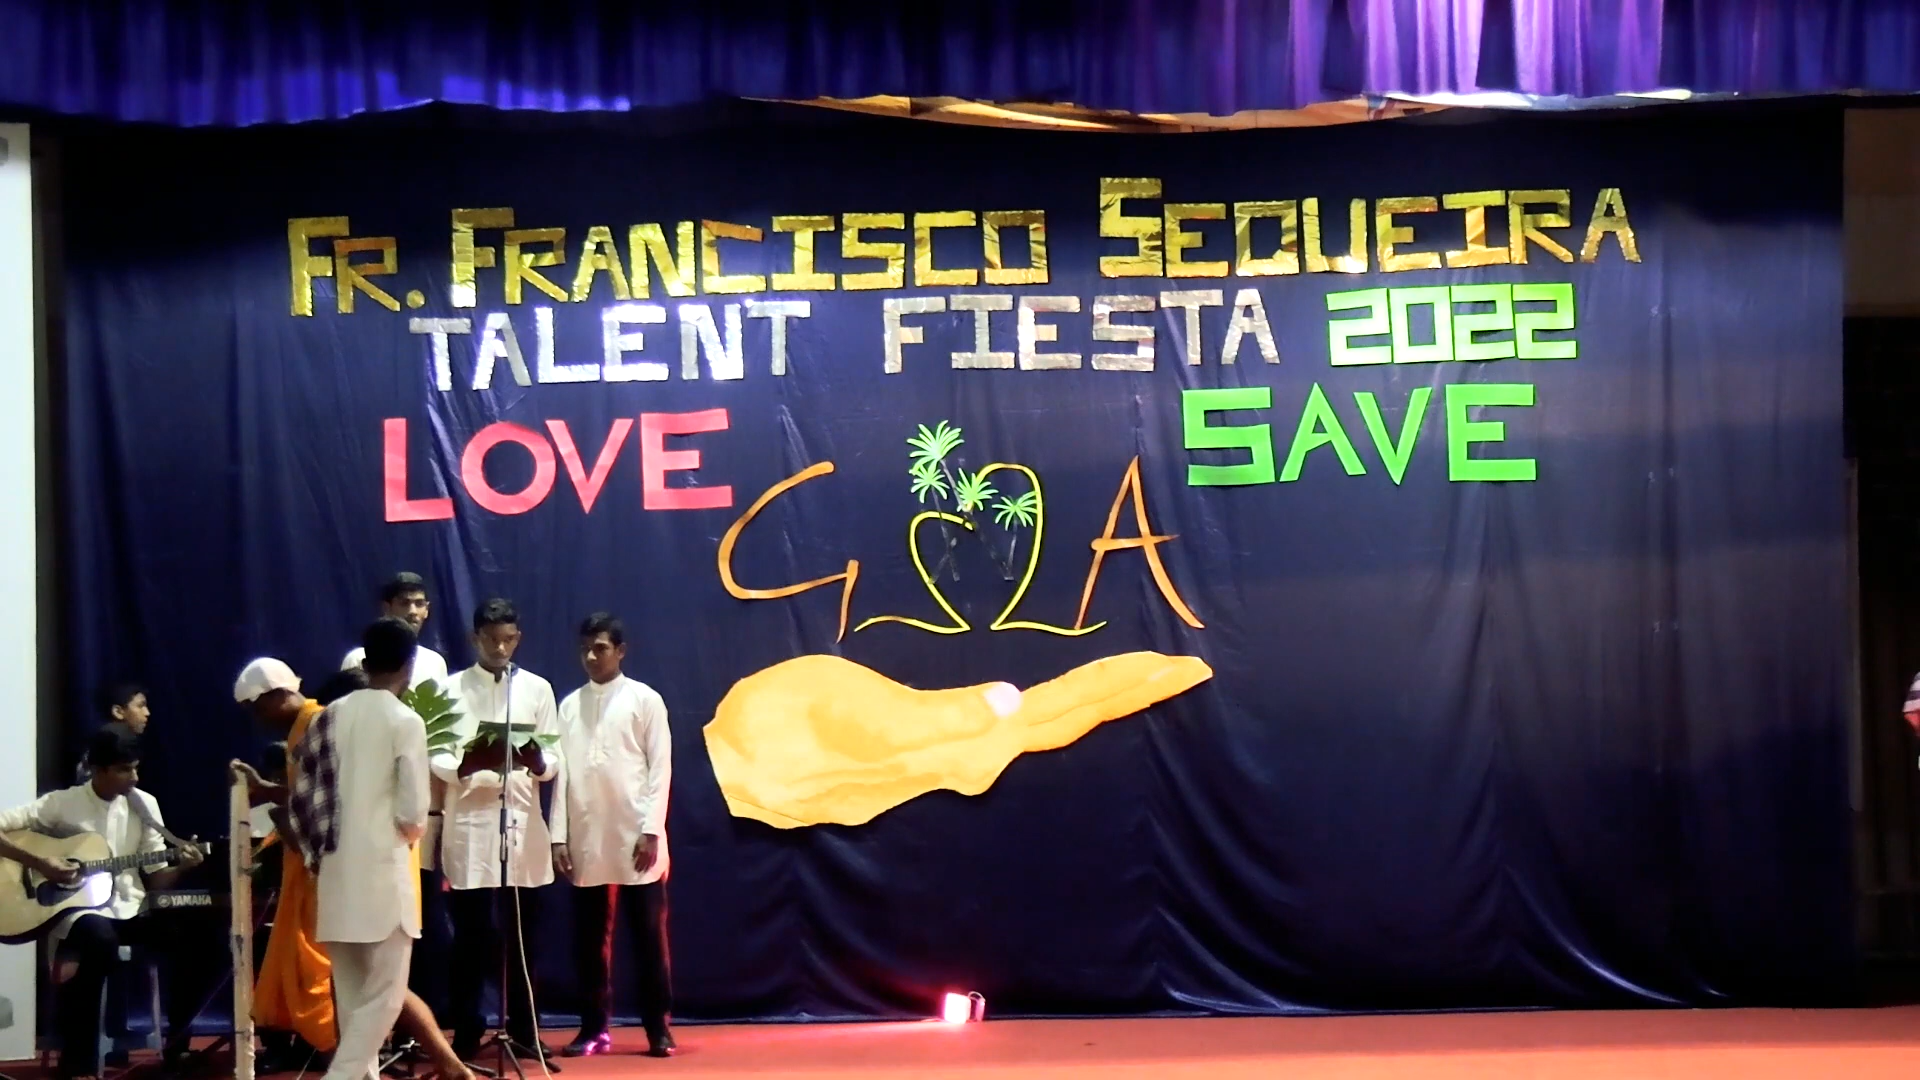 FR. FRANCISCO SEQUEIRA
TALENT FIESTA 2022
LOVE SAVE
GOA
YAMAHA